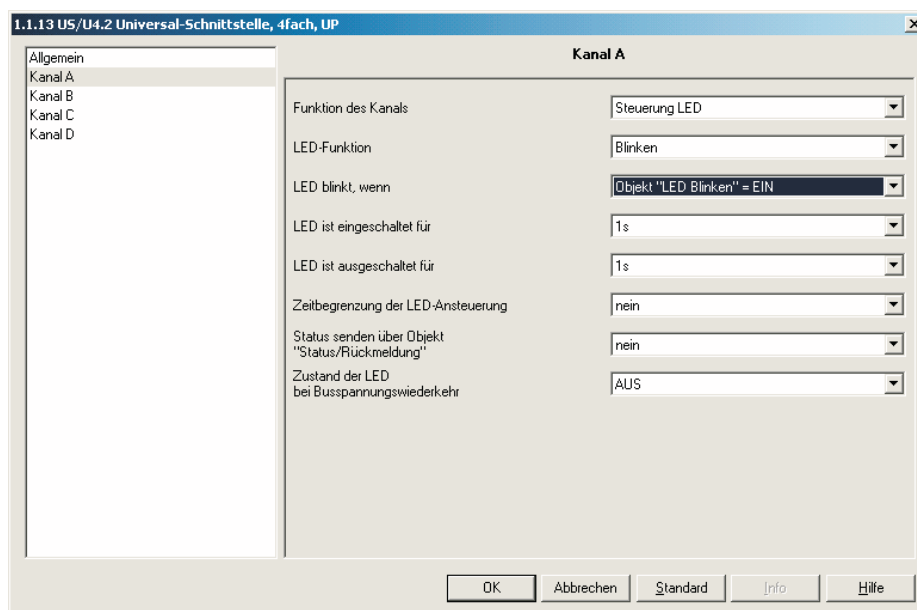 1.1.13 US/U4.2 Universal-Schnittstelle, 4fach, UP
Allgemein
Kanal A
Kanal B
Kanal C
Kanal D
Kanal A
Funktion des Kanals
Steuerung LED
LED-Funktion
Blinken
LED blinkt, wenn
Objekt "LED Blinken" = EIN
LED ist eingeschaltet für
1s
LED ist ausgeschaltet für
1s
Zeitbegrenzung der LED-Ansteuerung
nein
Status senden über Objekt
"Status/Rückmeldung"
nein
Zustand der LED
bei Busspannungswiederkehr
AUS
OK
Abbrechen
Standard
Info
Hilfe